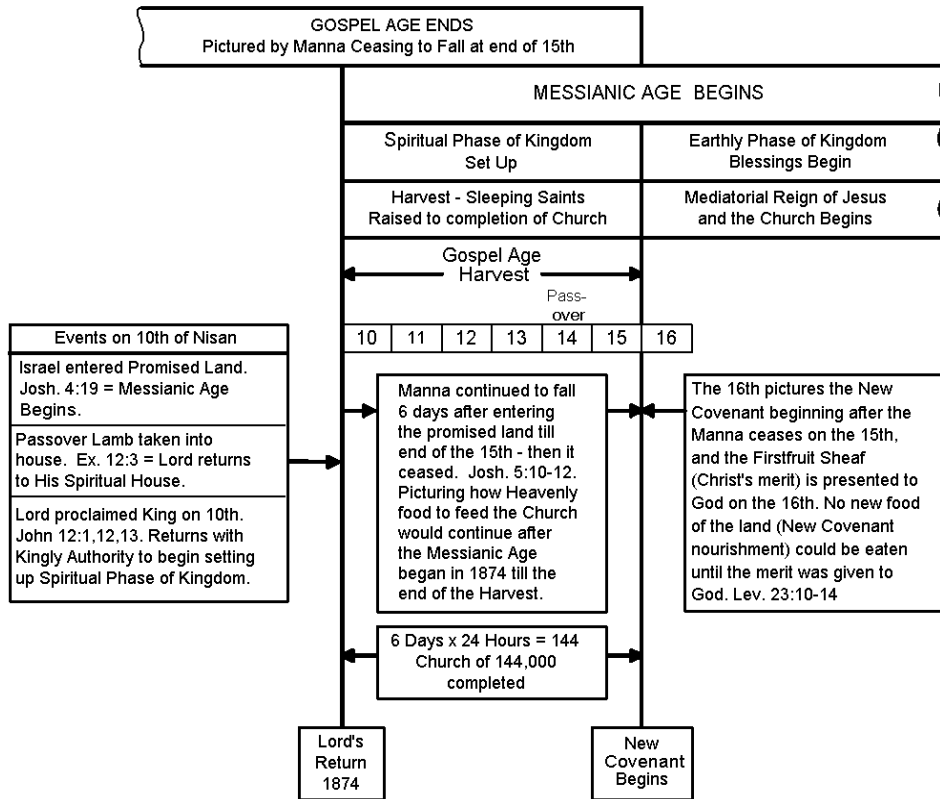 GOSPEL AGE ENDS
Pictured by Manna Ceasing to Fall at end of 15th
MESSIANIC AGE BEGINS
Spiritual Phase of Kingdom
Set Up
Earthly Phase of Kingdom
Blessings Begin
Harvest - Sleeping Saints
Raised to completion of Church
Mediatorial Reign of Jesus
and the Church Begins
Gospel Age
Harvest
Pass-
over
10 11 12 13 14 15 16
Events on 10th of Nisan
Israel entered Promised Land.
Josh. 4:19 = Messianic Age
Begins.
Passover Lamb taken into
house. Ex. 12:3 = Lord returns
to His Spiritual House.
Lord proclaimed King on 10th.
John 12:1,12,13. Returns with
Kingly Authority to begin setting
up Spiritual Phase of Kingdom.
Manna continued to fall
6 days after entering
the promised land till
end of the 15th - then it
ceased. Josh. 5:10-12.
Picturing how Heavenly
food to feed the Church
would continue after
the Messianic Age
began in 1874 till the
end of the Harvest.
The 16th pictures the New
Covenant beginning after the
Manna ceases on the 15th,
and the Firstfruit Sheaf
(Christ's merit) is presented to
God on the 16th. No new food
of the land (New Covenant
nourishment) could be eaten
until the merit was given to
God. Lev. 23:10-14
6 Days x 24 Hours = 144
Church of 144,000
completed
Lord's
Return
1874
New
Covenant
Begins